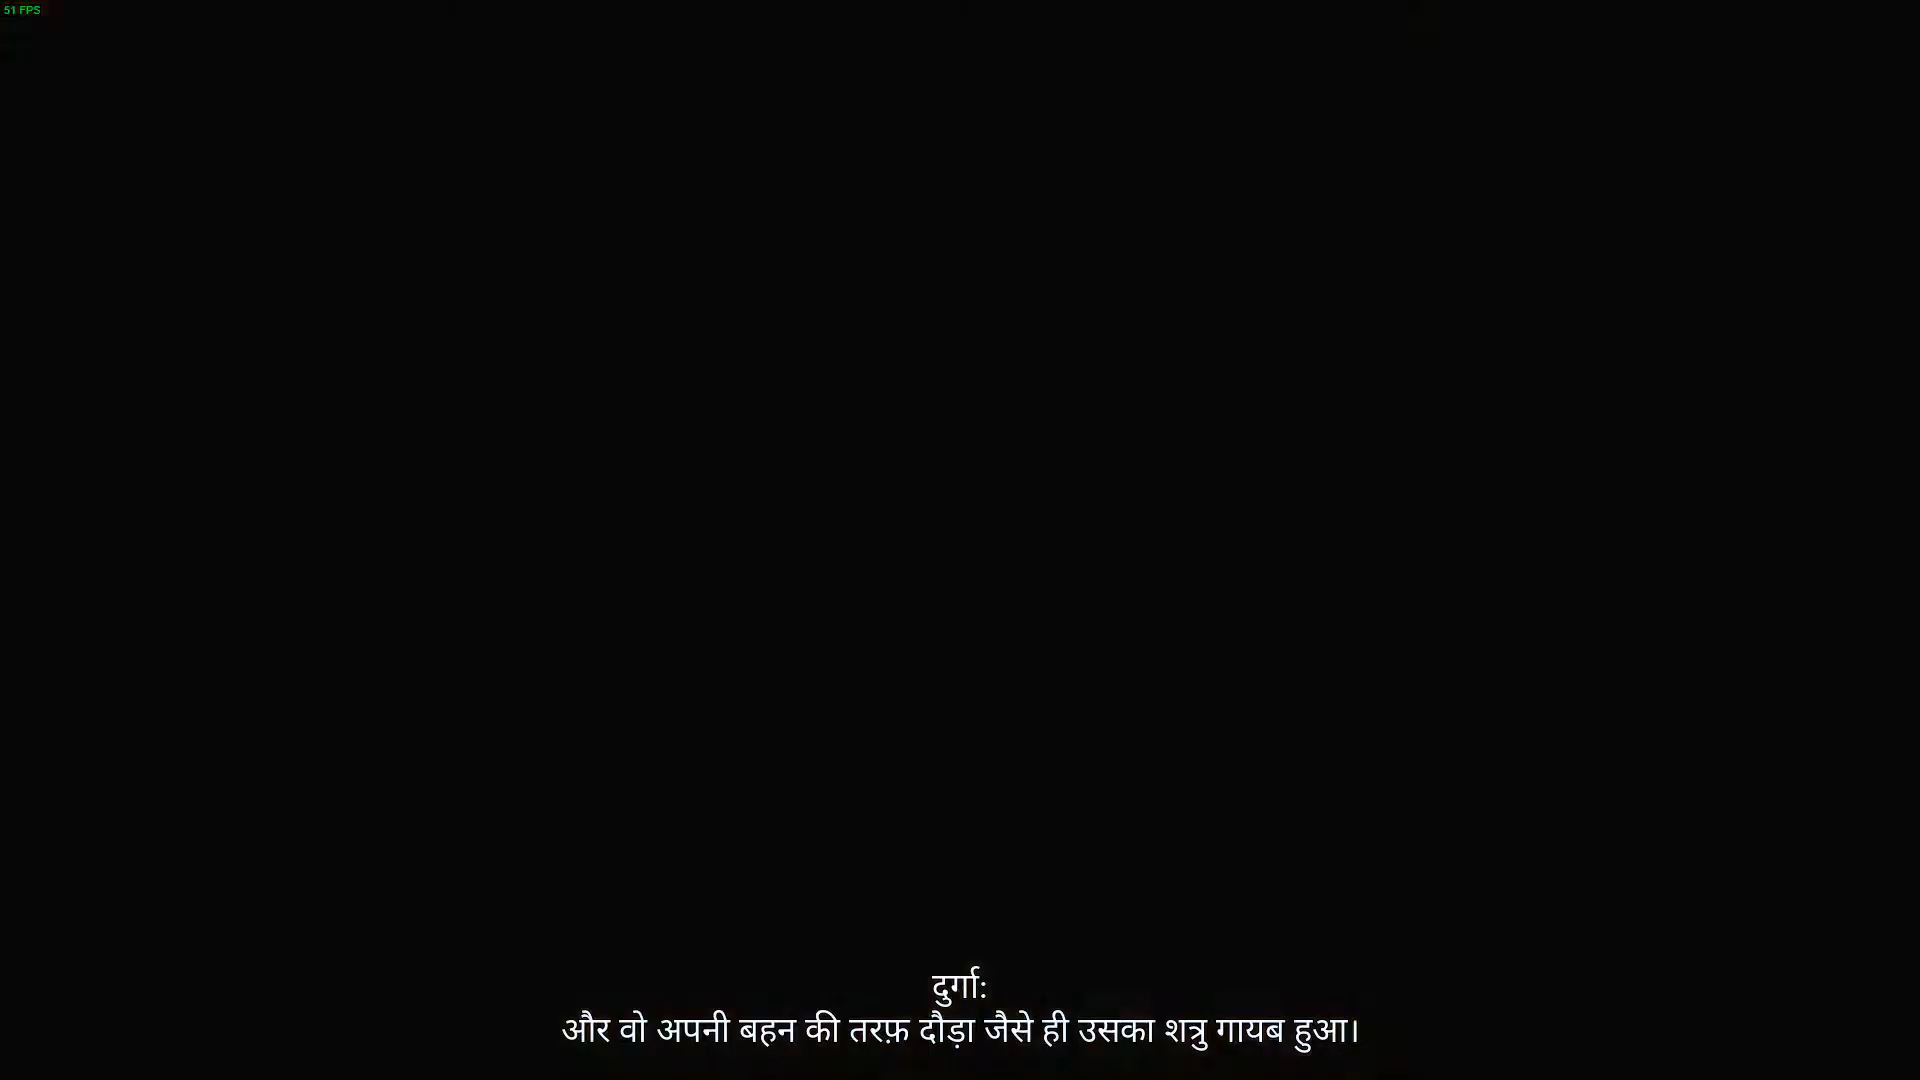 51 FPS
दुर्गा:
और वो अपनी बहन की तरफ़ दौड़ा जैसे ही उसका शत्रु गायब हुआ।